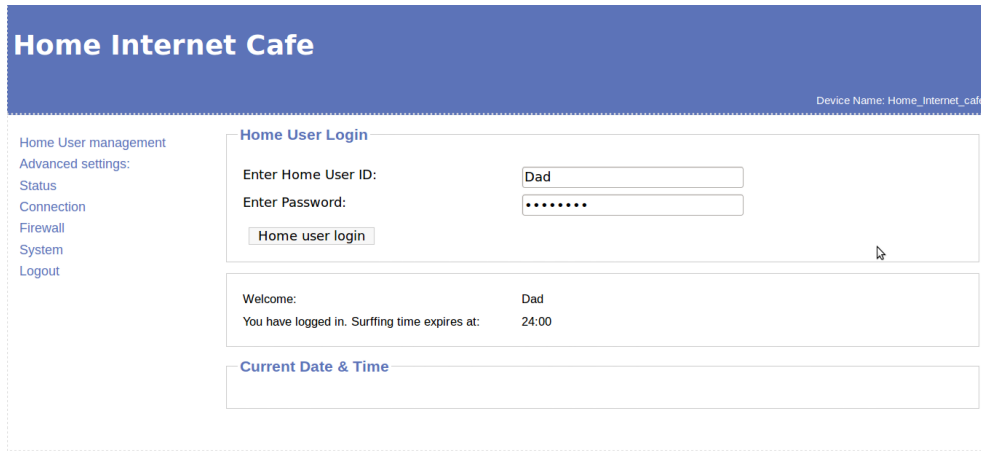 Home Internet Cafe
Device Name: Home_Internet_cafe
Home User management
Advanced settings:
Status
Connection
Firewall
System
Logout
Home User Login
Enter Home User ID: Dad
Enter Password: ••••••••
Home user login
Welcome: Dad
You have logged in. Surffing time expires at: 24:00
Current Date & Time